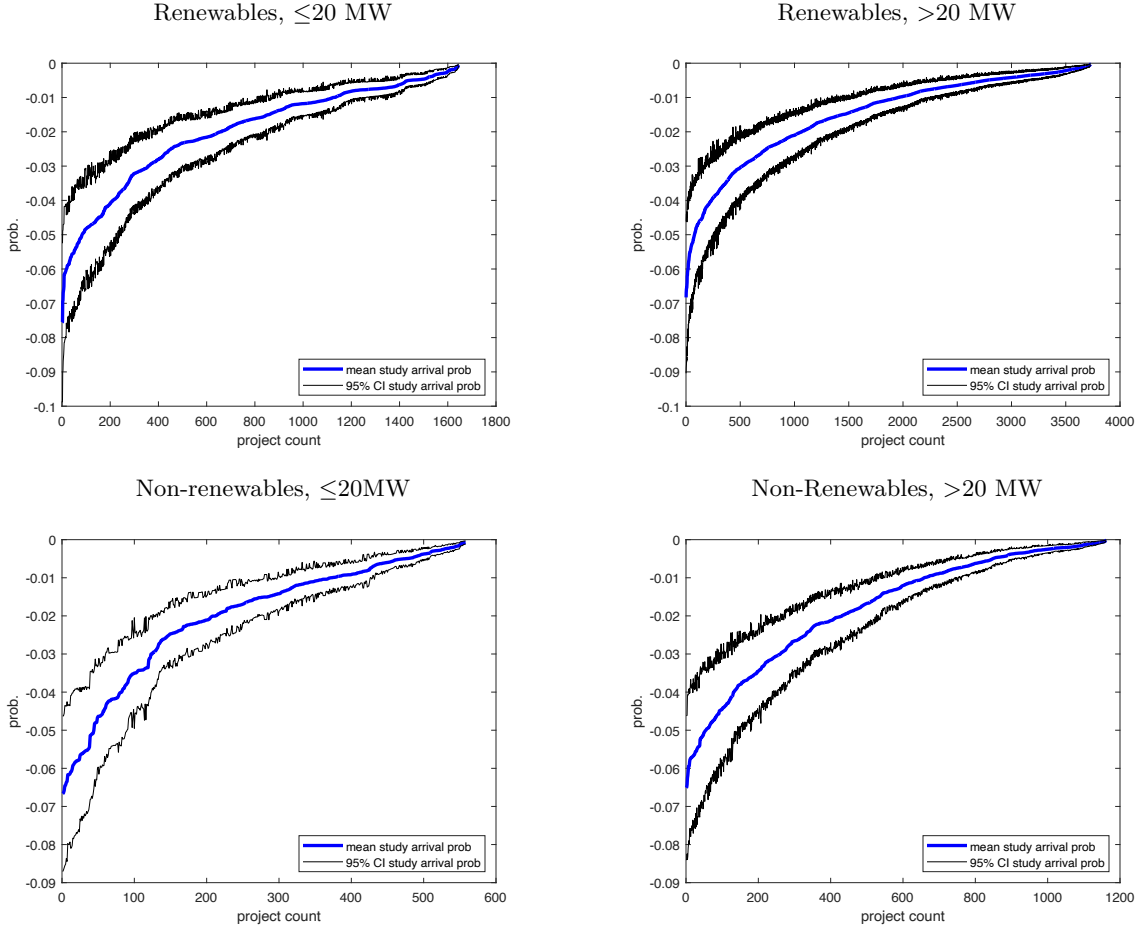 Renewables, ≤20 MW
Renewables, >20 MW
0
-0.01
-0.02
-0.03
-0.04
-0.05
-0.06
-0.07
-0.08
-0.09
-0.1
prob.
mean study arrival prob
95% CI study arrival prob
0 200 400 600 800 1000 1200 1400 1600 1800
project count
0
-0.01
-0.02
-0.03
-0.04
-0.05
-0.06
-0.07
-0.08
-0.09
-0.1
prob.
mean study arrival prob
95% CI study arrival prob
0 500 1000 1500 2000 2500 3000 3500 4000
project count
Non-renewables, ≤20MW
Non-Renewables, >20 MW
0
-0.01
-0.02
-0.03
-0.04
-0.05
-0.06
-0.07
-0.08
-0.09
prob.
mean study arrival prob
95% CI study arrival prob
0 100 200 300 400 500 600
project count
0
-0.01
-0.02
-0.03
-0.04
-0.05
-0.06
-0.07
-0.08
-0.09
prob.
mean study arrival prob
95% CI study arrival prob
0 200 400 600 800 1000 1200
project count